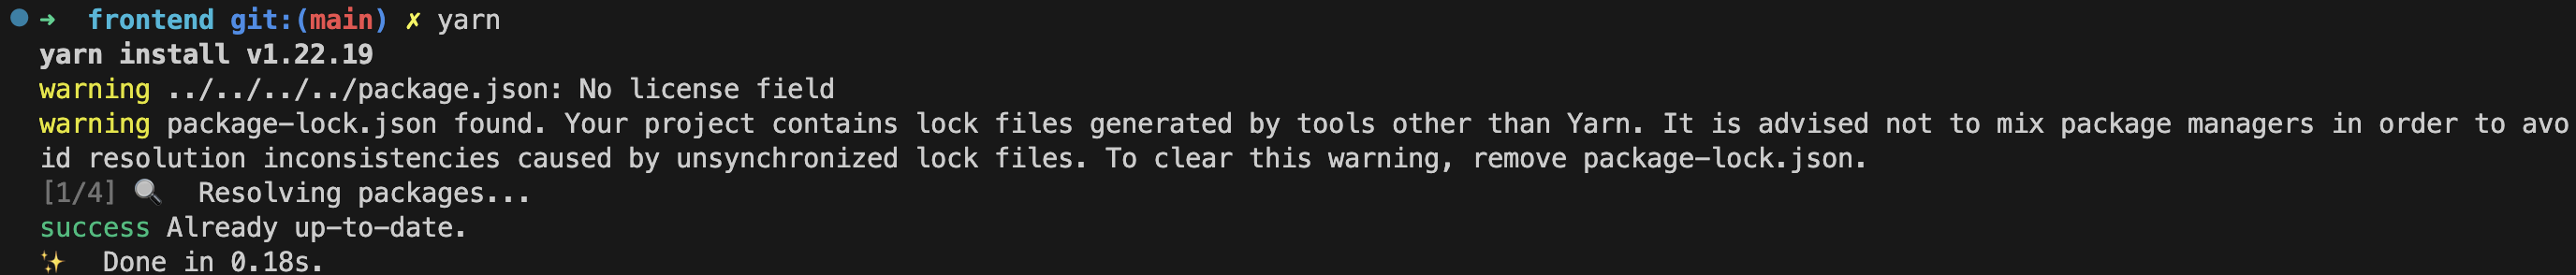 ➜  frontend git:(main) ✗ yarn
yarn install v1.22.19
warning ../../../../package.json: No license field
warning package-lock.json found. Your project contains lock files generated by tools other than Yarn. It is advised not to mix package managers in order to avo
id resolution inconsistencies caused by unsynchronized lock files. To clear this warning, remove package-lock.json.
[1/4] 🔍  Resolving packages...
success Already up-to-date.
✨  Done in 0.18s.